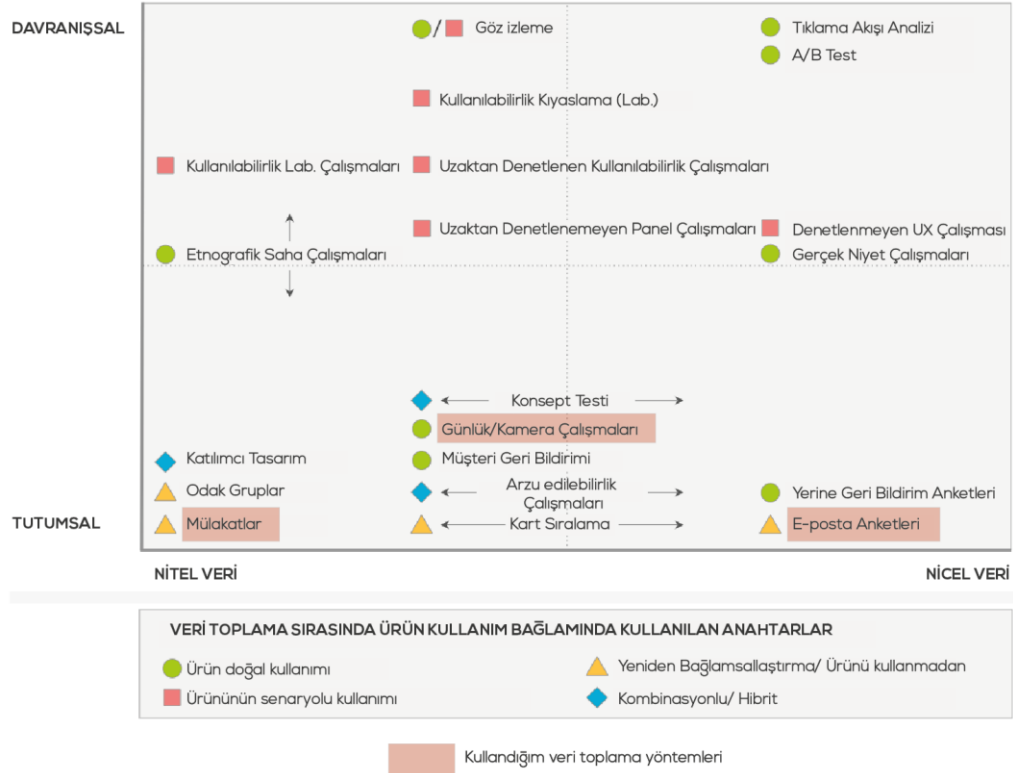 DAVRANIŞSAL
/ Göz izleme
Tıklama Akışı Analizi
A/B Test
Kullanılabilirlik Kıyaslama (Lab.)
Kullanılabilirlik Lab. Çalışmaları
Uzaktan Denetlenen Kullanılabilirlik Çalışmaları
Uzaktan Denetlenemeyen Panel Çalışmaları
Denetlenmeyen UX Çalışması
Etnografik Saha Çalışmaları
Gerçek Niyet Çalışmaları
Konsept Testi
Günlük/Kamera Çalışmaları
Katılımcı Tasarım
Müşteri Geri Bildirimi
Odak Gruplar
Arzu edilebilirlik
Çalışmaları
Yerine Geri Bildirim Anketleri
TUTUMSAL
Mülakatlar
Kart Sıralama
E-posta Anketleri
NİTEL VERİ
NİCEL VERİ
VERİ TOPLAMA SIRASINDA ÜRÜN KULLANIM BAĞLAMINDA KULLANILAN ANAHTARLAR
Ürün doğal kullanımı
Yeniden Bağlamsallaştırma/ Ürünü kullanmadan
Ürününün senaryolu kullanımı
Kombinasyonlu/ Hibrit
Kullandığım veri toplama yöntemleri